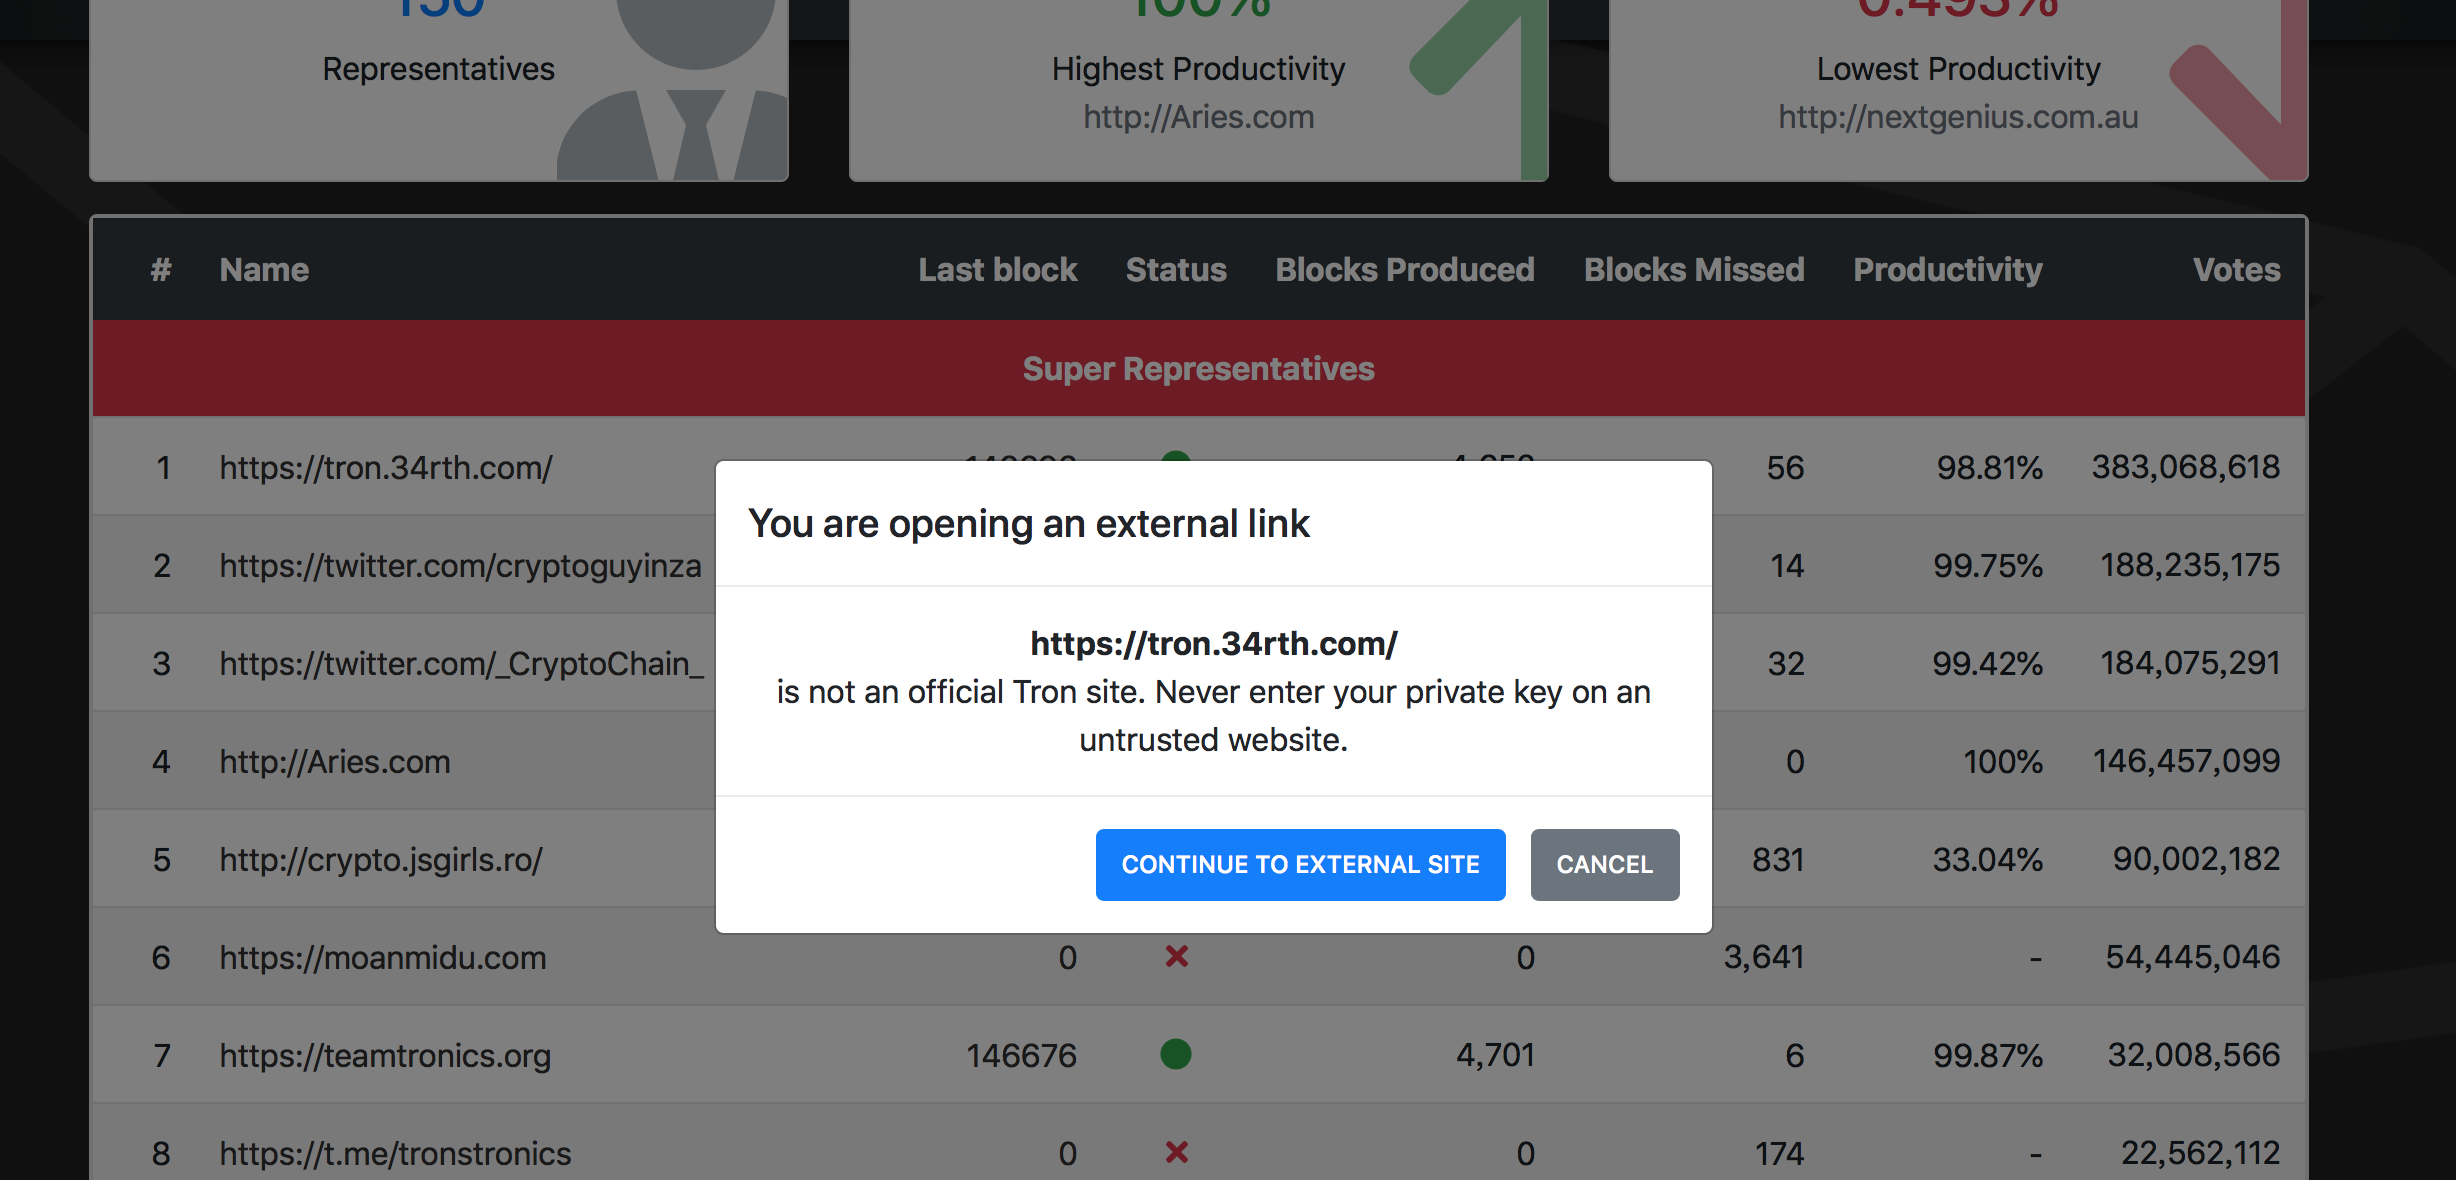 150 100% 0.493%
Representatives Highest Productivity Lowest Productivity
http://Aries.com http://nextgenius.com.au
# Name Last block Status Blocks Produced Blocks Missed Productivity Votes
Super Representatives
1 https://tron.34rth.com/ 56 98.81% 383,068,618
2 https://twitter.com/cryptoguyinza 14 99.75% 188,235,175
3 https://twitter.com/_CryptoChain_ 32 99.42% 184,075,291
4 http://Aries.com 0 100% 146,457,099
5 http://crypto.jsgirls.ro/ 831 33.04% 90,002,182
6 https://moanmidu.com 0 0 3,641 - 54,445,046
7 https://teamtronics.org 146676 4,701 6 99.87% 32,008,566
8 https://t.me/tronstronics 0 0 174 - 22,562,112
You are opening an external link
https://tron.34rth.com/
is not an official Tron site. Never enter your private key on an
untrusted website.
CONTINUE TO EXTERNAL SITE CANCEL